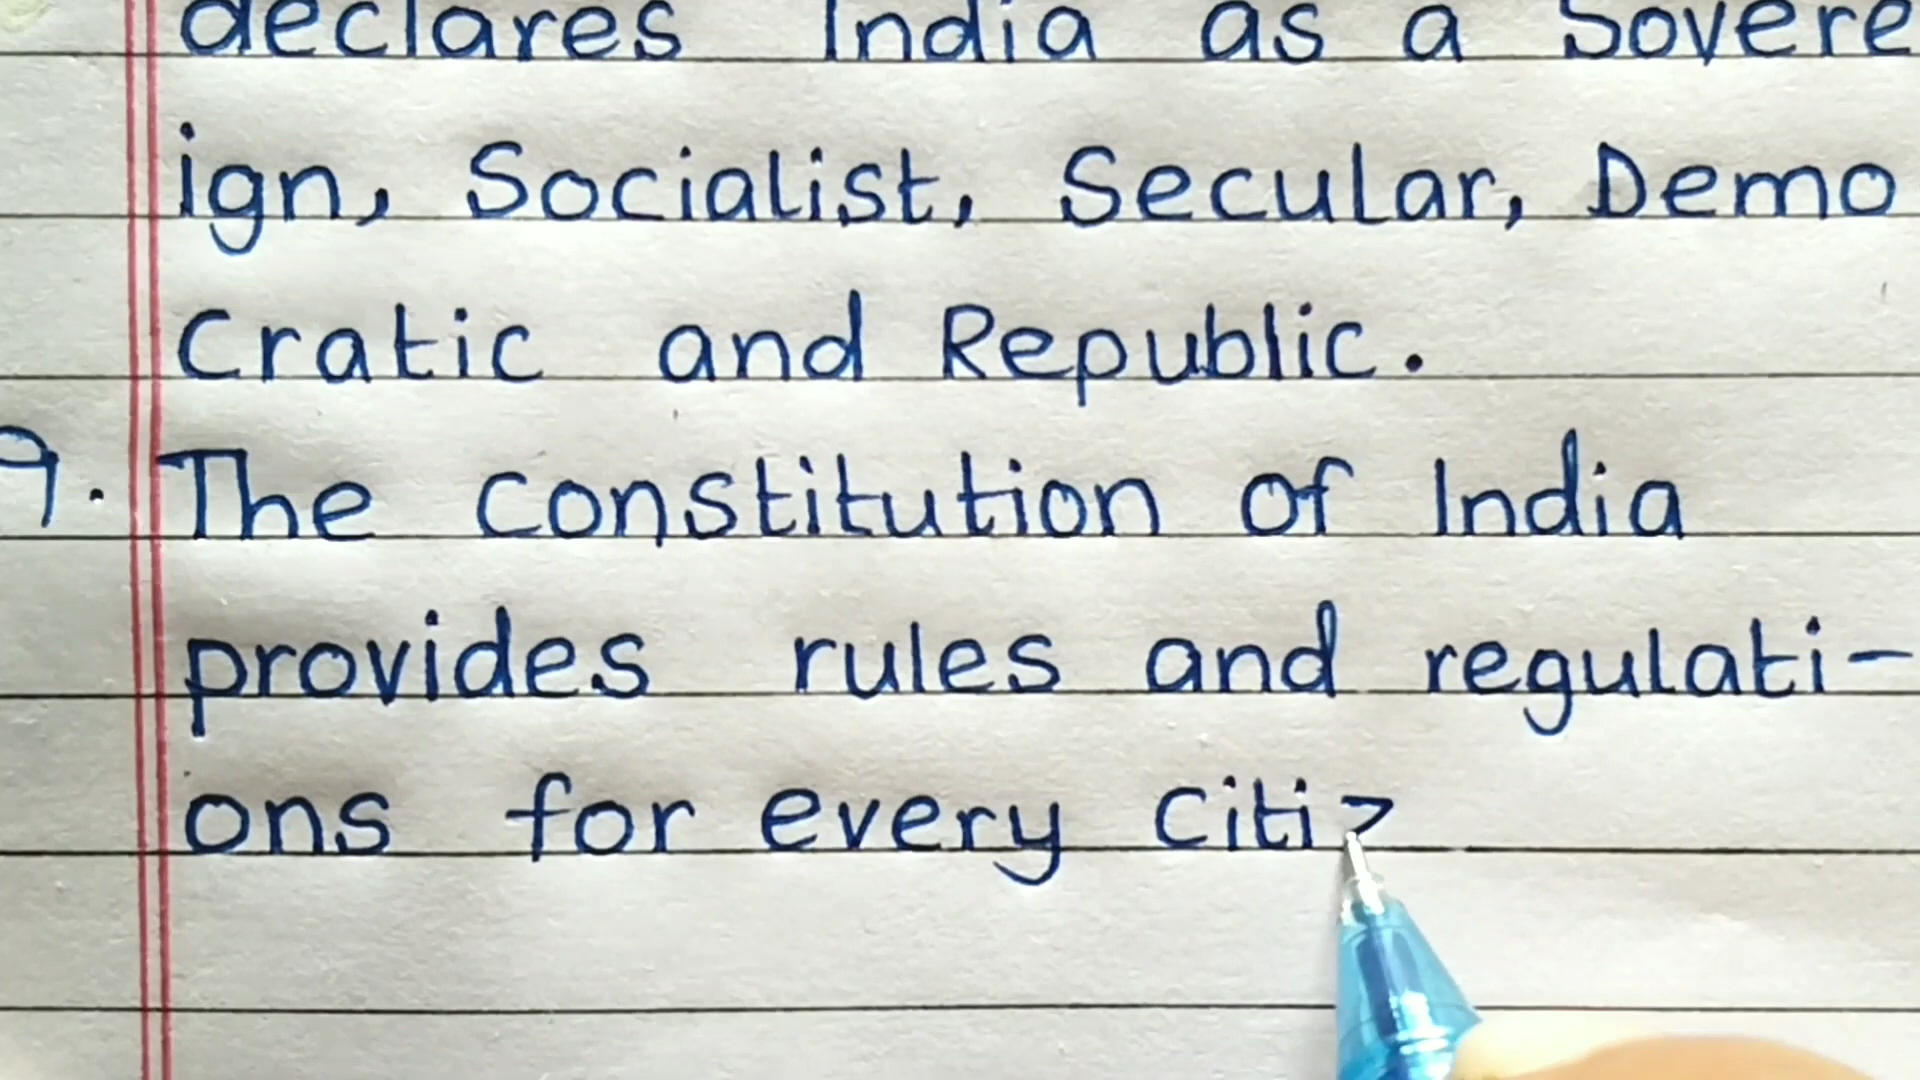 declares India as a Sovere
ign, Socialist, Secular, Demo
Cratic and Republic.
9. The constitution of India
provides rules and regulati-
ons for every citiz